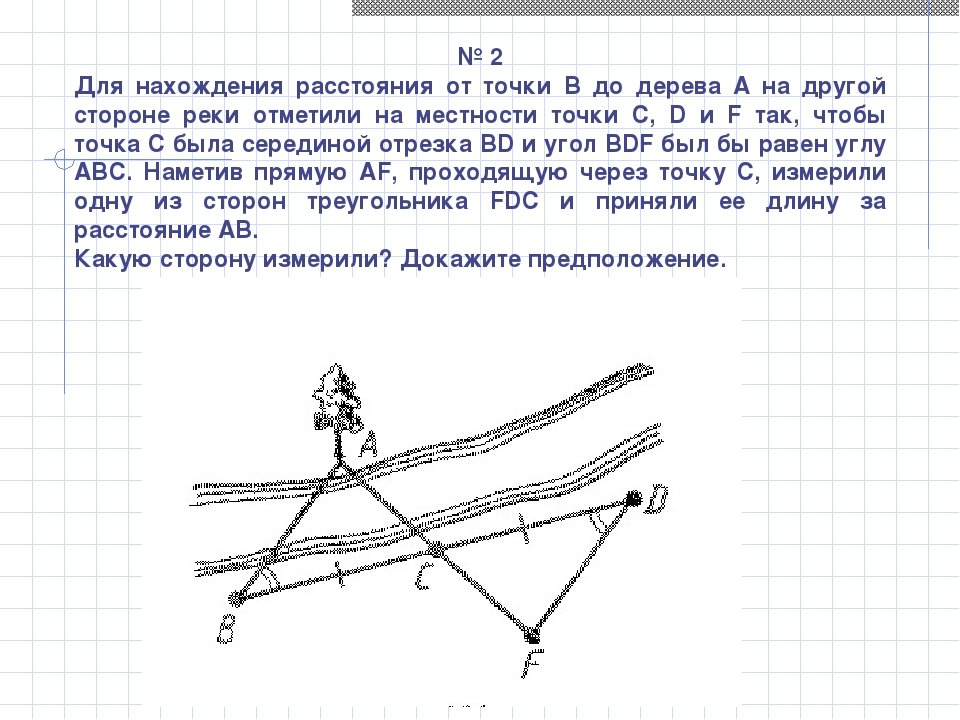 № 2
Для нахождения расстояния от точки В до дерева А на другой
стороне реки отметили на местности точки С, D и F так, чтобы
точка С была серединой отрезка BD и угол BDF был бы равен углу
АВС. Наметив прямую AF, проходящую через точку С, измерили
одну из сторон треугольника FDC и приняли ее длину за
расстояние АВ.
Какую сторону измерили? Докажите предположение.
A
D
C
B
F